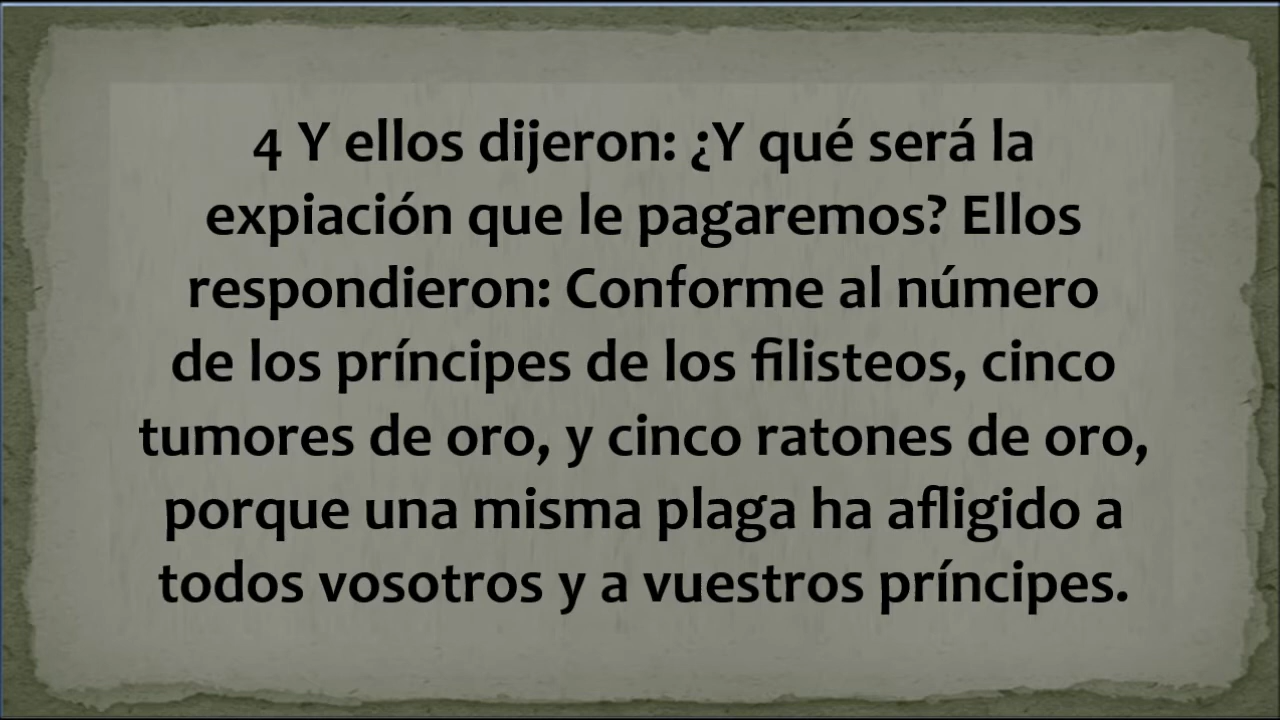 4 Y ellos dijeron: ¿Y qué será la
expiación que le pagaremos? Ellos
respondieron: Conforme al número
de los príncipes de los filisteos, cinco
tumores de oro, y cinco ratones de oro,
porque una misma plaga ha afligido a
todos vosotros y a vuestros príncipes.